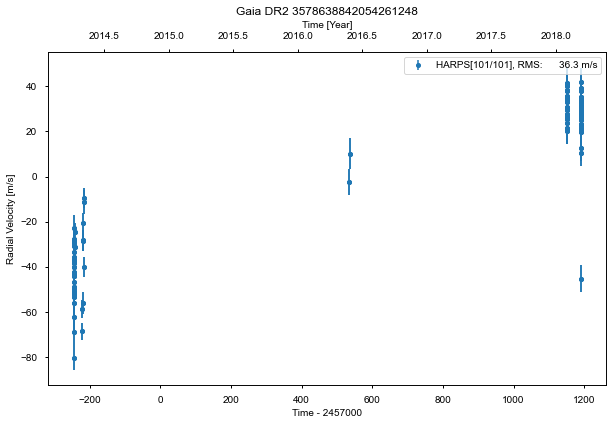 Gaia DR2 3578638842054261248
Time [Year]
2014.5 2015.0 2015.5 2016.0 2016.5 2017.0 2017.5 2018.0
HARPS[101/101], RMS: 36.3 m/s
40
20
0
−20
−40
−60
−80
Radial Velocity [m/s]
−200 0 200 400 600 800 1000 1200
Time - 2457000